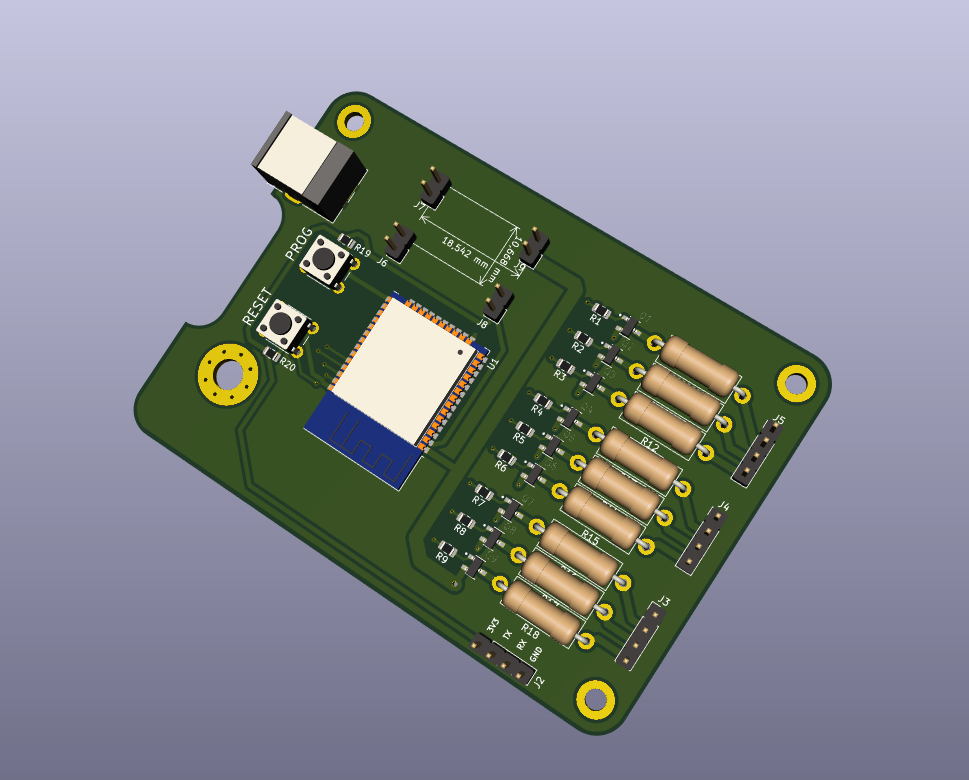 J7
PROG
R19
J6
18,542 mm
10,668 mm
J8
RESET
R20
U1
R1
R2
R3
R4
R5
R6
R7
R8
R9
R12
R15
R18
J5
J4
J3
3V3
TX
RX
GND
J2